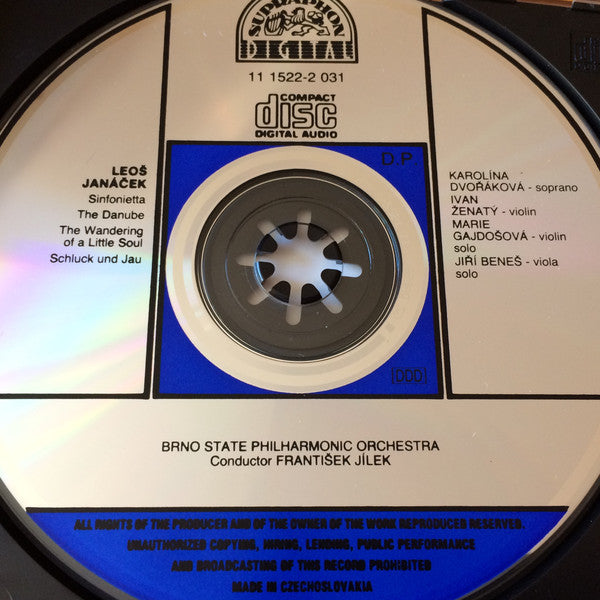 SUPRAPHON
DIGITAL
11 1522-2 031
COMPACT
disc
DIGITAL AUDIO
D.P
LEOŠ
JANÁČEK
Sinfonietta
The Danube
The Wandering
of a Little Soul
Schluck und Jau
KAROLÍNA
DVOŘÁKOVÁ - soprano
IVAN
ŽENATÝ - violin
MARIE
GAJDOŠOVÁ - violin
solo
JIŘÍ BENEŠ - viola
solo
DDD
BRNO STATE PHILHARMONIC ORCHESTRA
Conductor FRANTIŠEK JÍLEK
ALL RIGHTS OF THE PRODUCER AND OF THE OWNER OF THE WORK REPRODUCED RESERVED.
UNAUTHORIZED COPYING, HIRING, LENDING, PUBLIC PERFORMANCE
AND BROADCASTING OF THIS RECORD PROHIBITED
MADE IN CZECHOSLOVAKIA